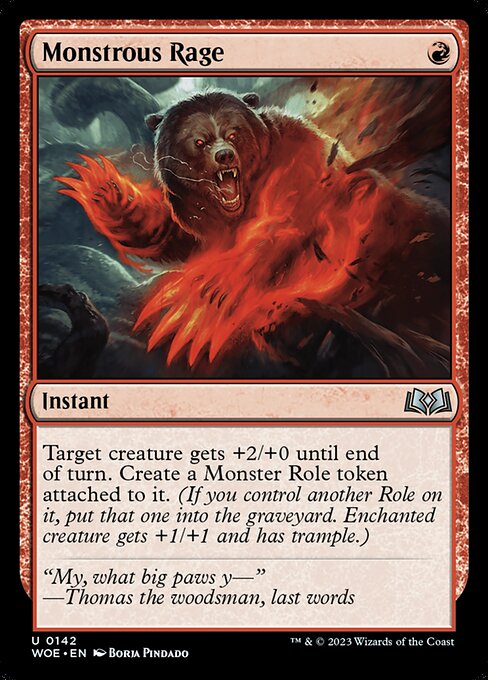 Monstrous Rage
Instant
Target creature gets +2/+0 until end
of turn. Create a Monster Role token
attached to it. (If you control another Role on
it, put that one into the graveyard. Enchanted
creature gets +1/+1 and has trample.)
“My, what big paws y—”
—Thomas the woodsman, last words
U 0142
WOE • EN Borja Pindado
™ & © 2023 Wizards of the Coast